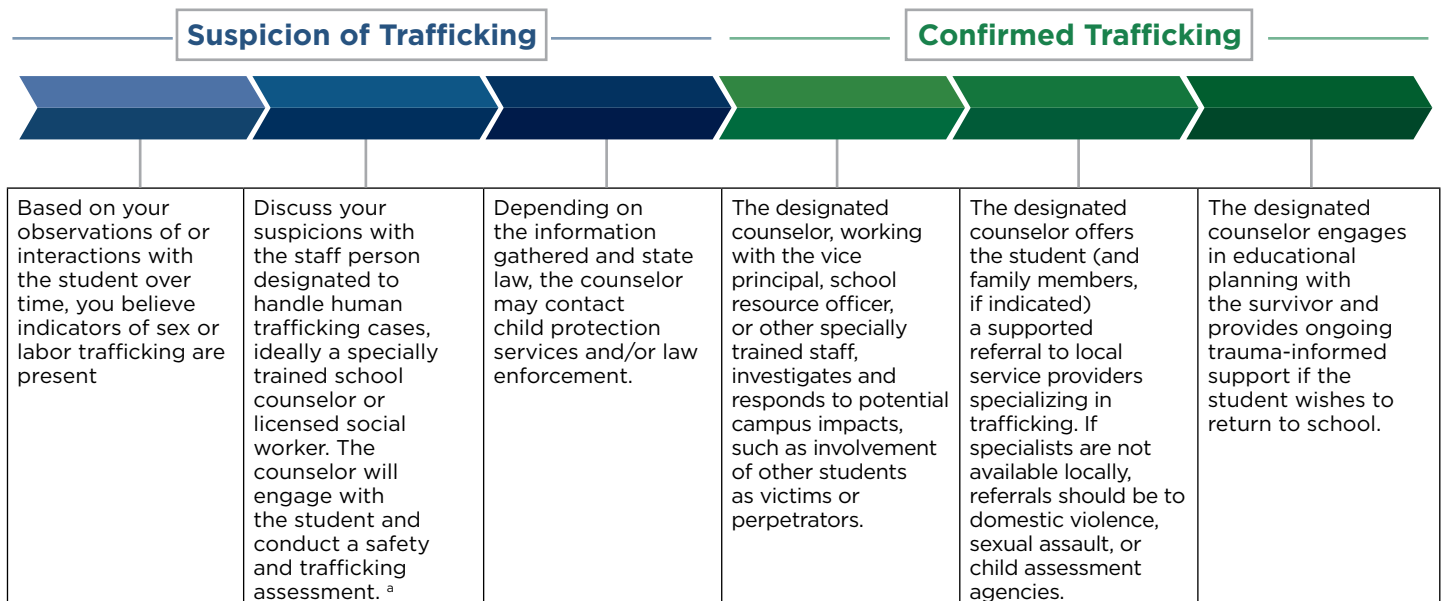 Suspicion of Trafficking
Confirmed Trafficking
Based on your
observations of or
interactions with
the student over
time, you believe
indicators of sex or
labor trafficking are
present
Discuss your
suspicions with
the staff person
designated to
handle human
trafficking cases,
ideally a specially
trained school
counselor or
licensed social
worker. The
counselor will
engage with
the student and
conduct a safety
and trafficking
assessment. a
Depending on
the information
gathered and state
law, the counselor
may contact
child protection
services and/or law
enforcement.
The designated
counselor, working
with the vice
principal, school
resource officer,
or other specially
trained staff,
investigates and
responds to potential
campus impacts,
such as involvement
of other students
as victims or
perpetrators.
The designated
counselor offers
the student (and
family members,
if indicated)
a supported
referral to local
service providers
specializing in
trafficking. If
specialists are not
available locally,
referrals should be to
domestic violence,
sexual assault, or
child assessment
agencies.
The designated
counselor engages
in educational
planning with
the survivor and
provides ongoing
trauma-informed
support if the
student wishes to
return to school.